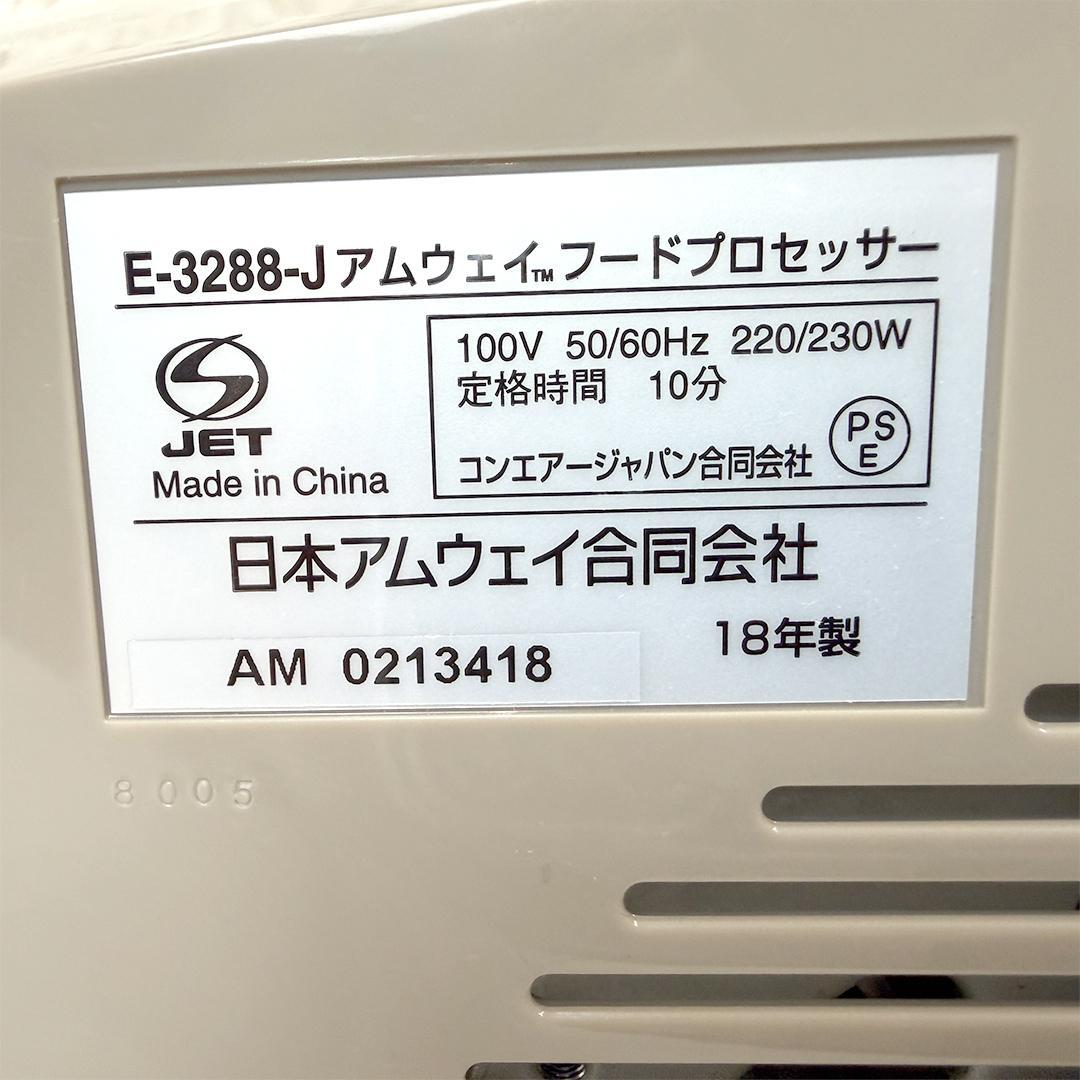 E-3288-Jアムウェイ™フードプロセッサー
JET
Made in China
100V 50/60Hz 220/230W
定格時間 10分
コンエアージャパン合同会社
PSE
日本アムウェイ合同会社
18年製
AM 0213418
8005